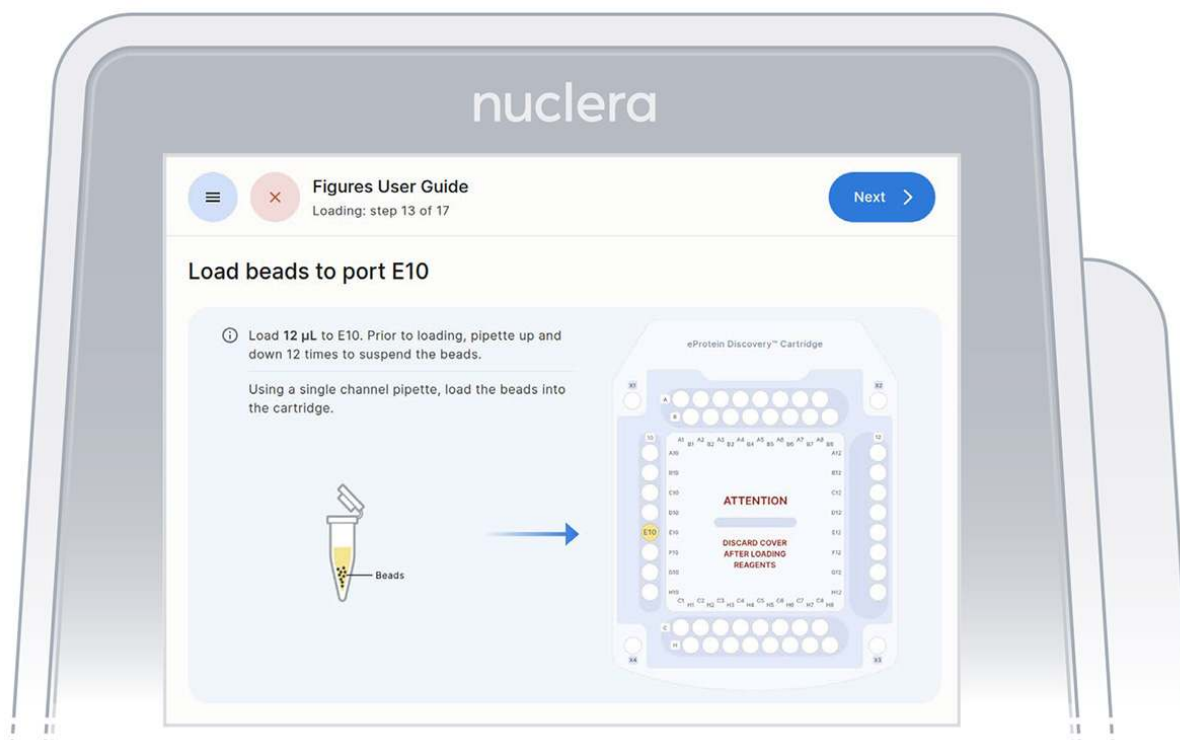 nuclera
Figures User Guide
Loading: step 13 of 17
Next
Load beads to port E10
Load 12 µL to E10. Prior to loading, pipette up and
down 12 times to suspend the beads.
Using a single channel pipette, load the beads into
the cartridge.
Beads
eProtein Discovery™ Cartridge
X1
X2
A
B
10
12
A1 B1 A2 B2 A3 B3 A4 B4 A5 B5 A6 B6 A7 B7 A8 B8
A10 A12
B10 B12
C10 C12
D10 D12
E10 E10 E12
F10 F12
G10 G12
H10 H12
ATTENTION
DISCARD COVER
AFTER LOADING
REAGENTS
C1 H1 C2 H2 C3 H3 C4 H4 C5 H5 C6 H6 C7 H7 C8 H8
C
H
X4
X3